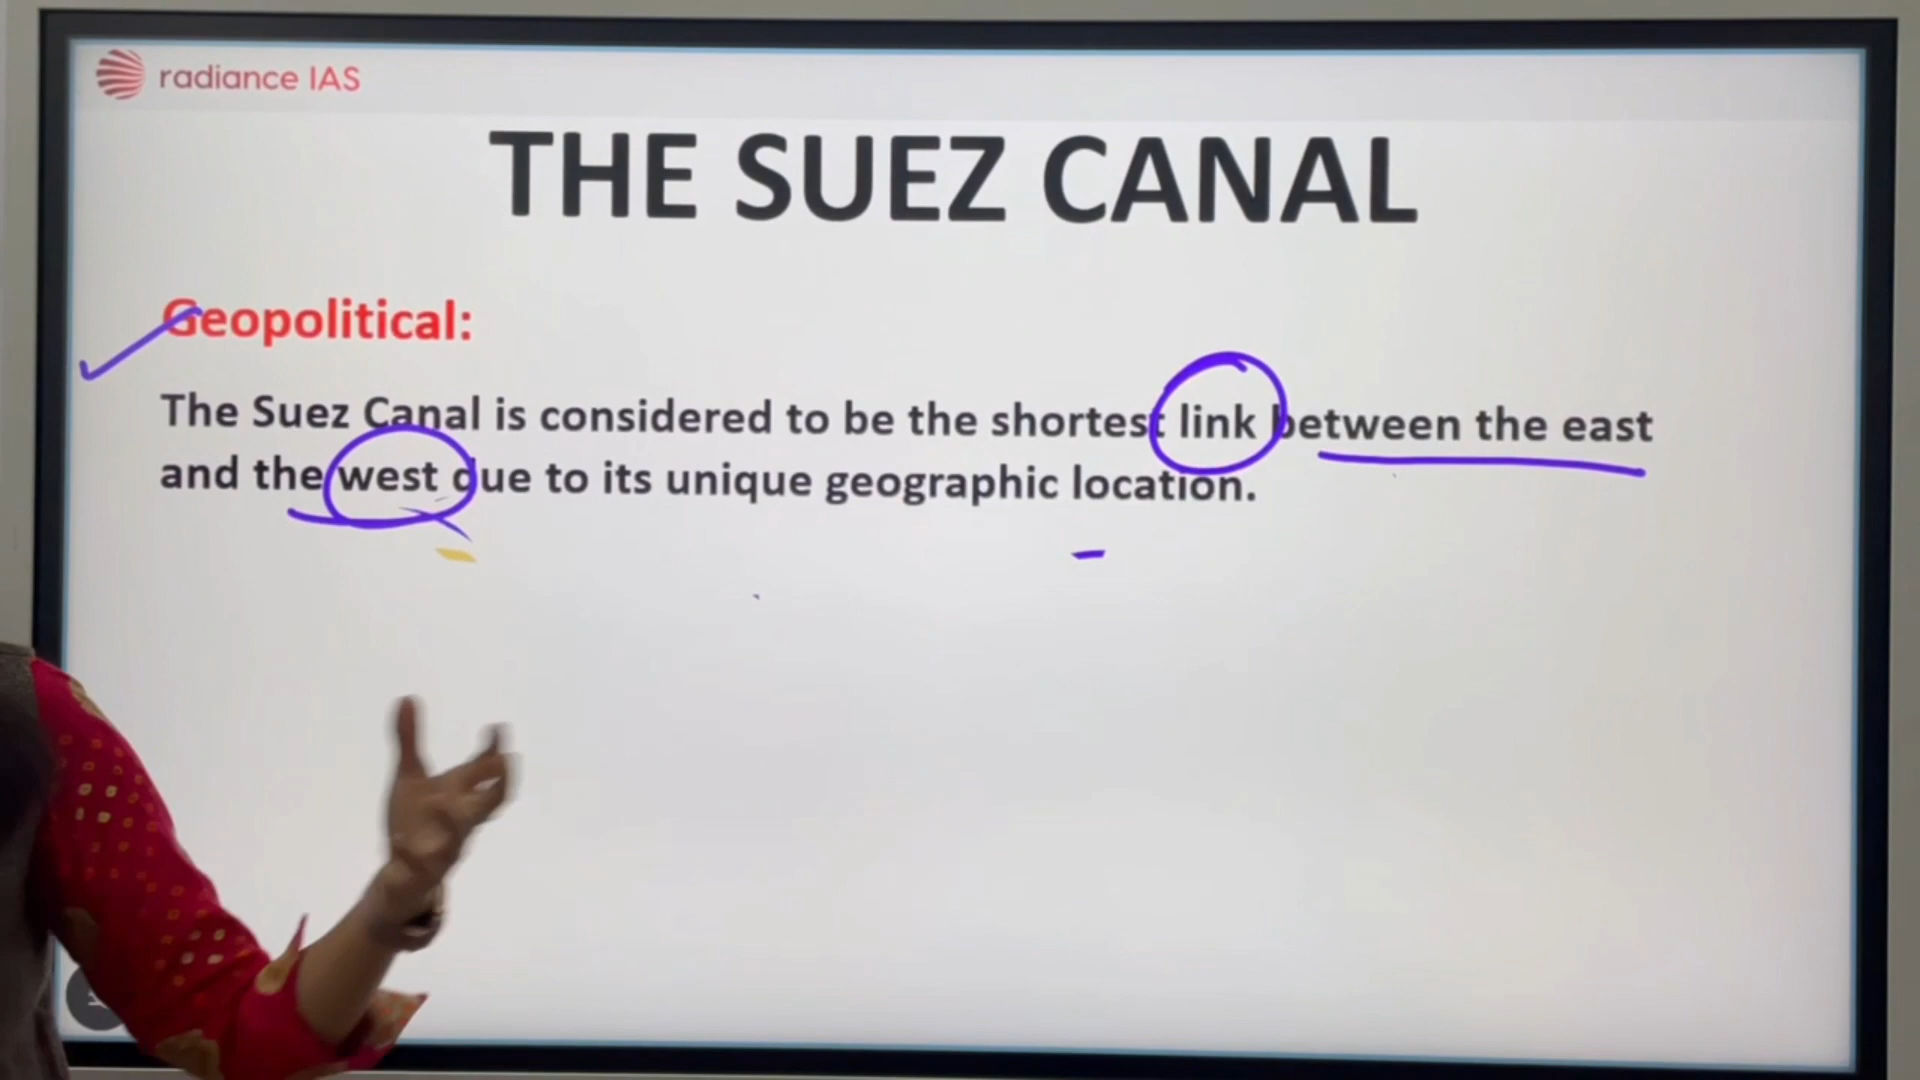 radiance IAS
THE SUEZ CANAL
Geopolitical:
The Suez Canal is considered to be the shortest link between the east
and the west due to its unique geographic location.